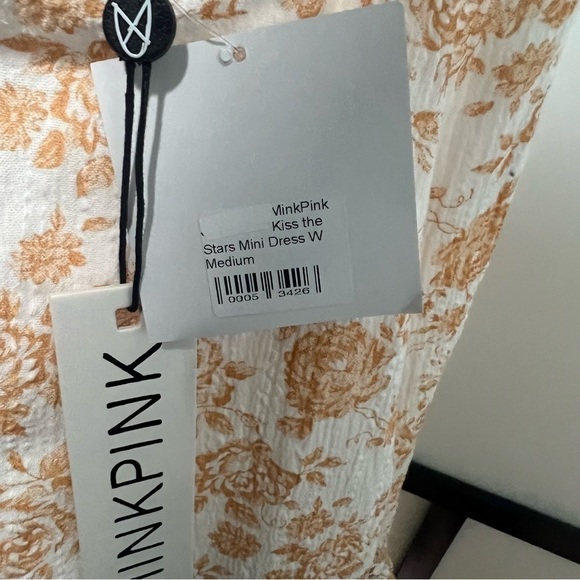 MinkPink
Kiss the
Stars Mini Dress W
Medium
0005 3426
MINKPINK